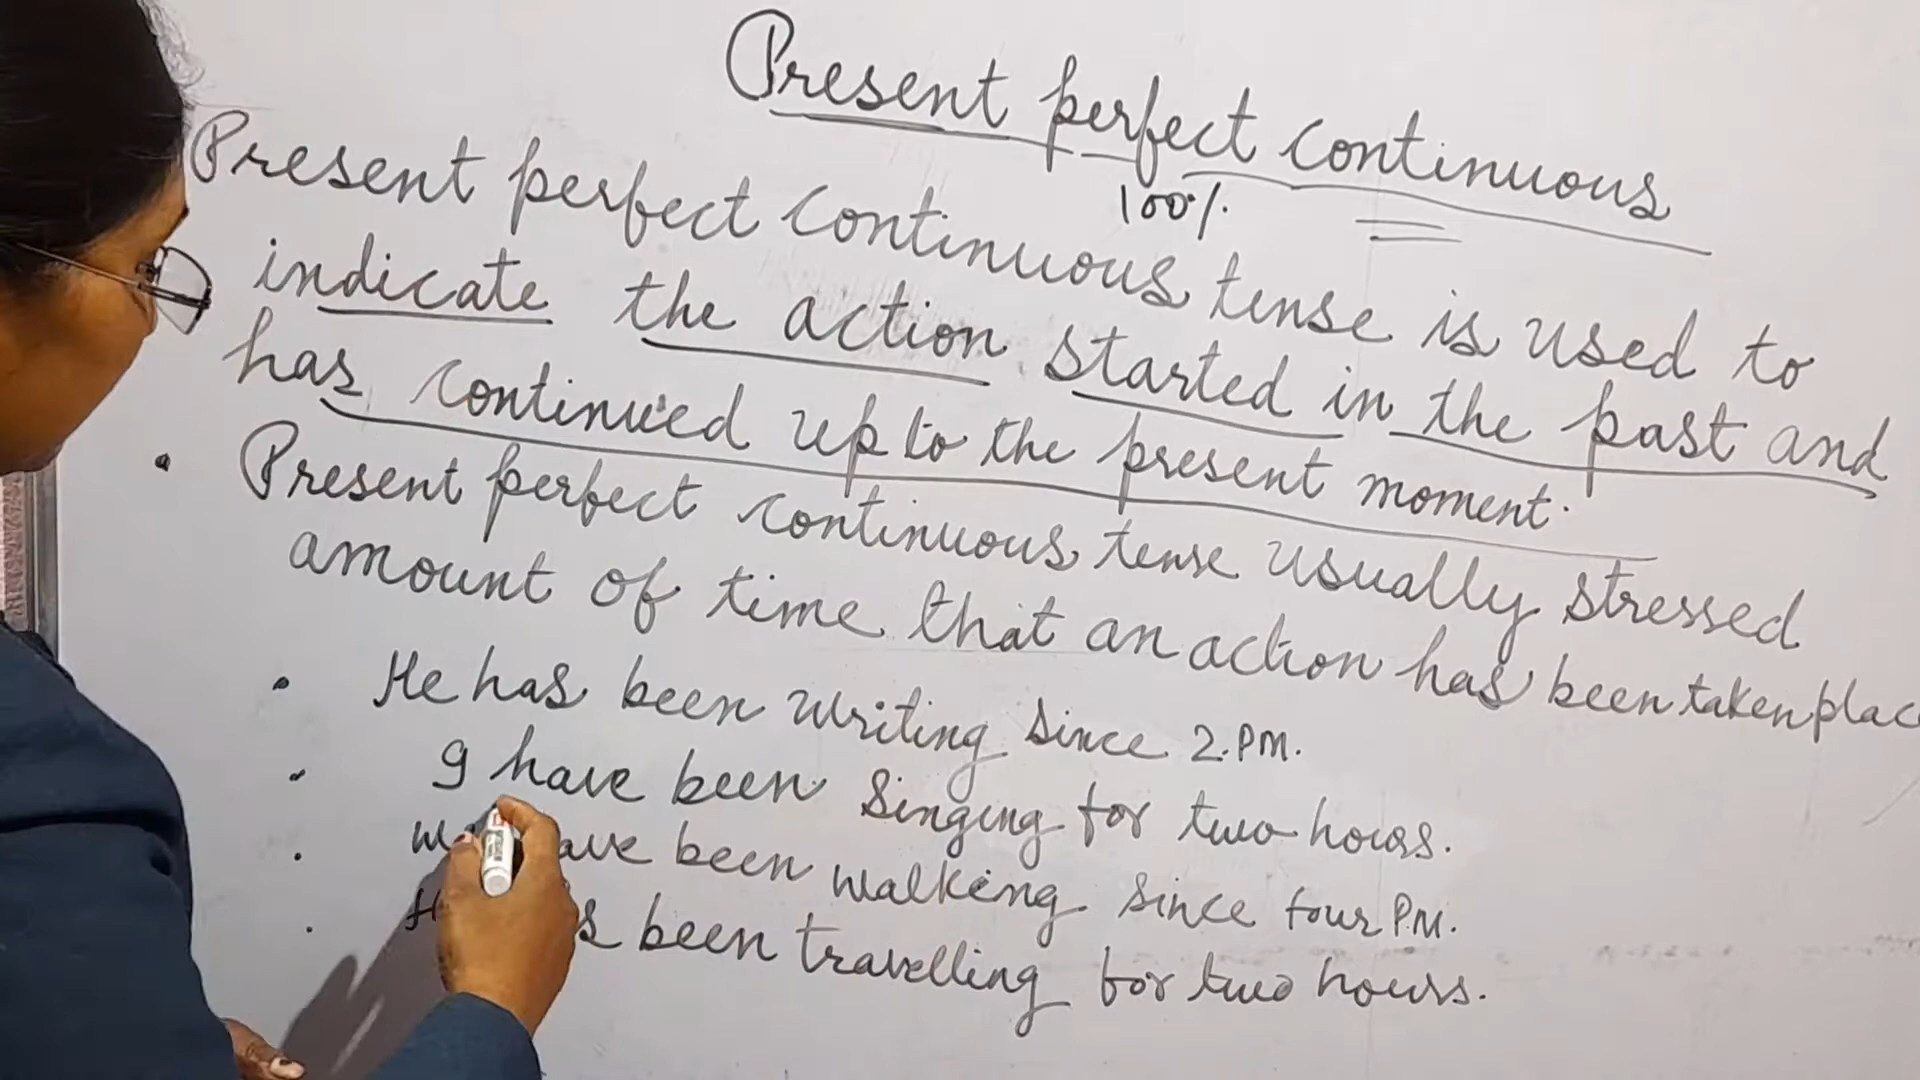 Present perfect continuous
100%
Present perfect continuous tense is used to
indicate the action started in the past and
has continued up to the present moment.
• Present perfect continuous tense usually stressed
amount of time that an action has been taken place
• He has been writing since 2.PM.
• I have been singing for two hours.
• been walking since four P.M.
• been travelling for two hours.